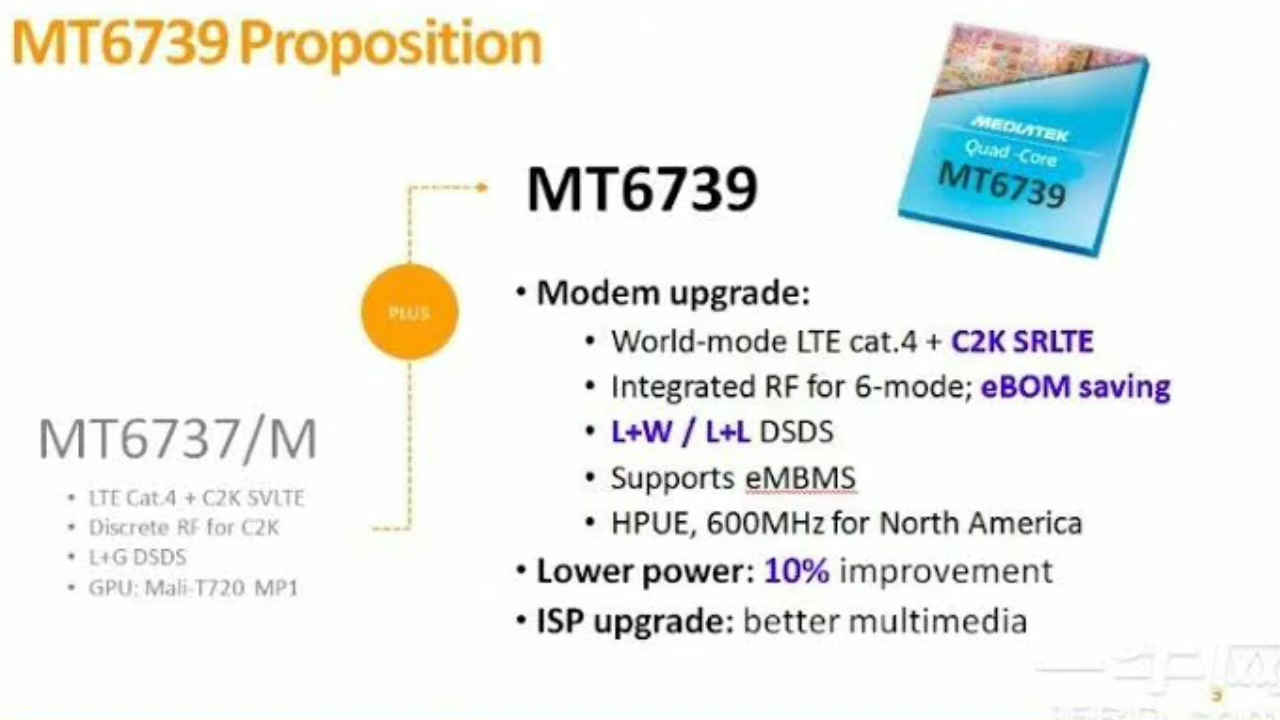 MT6739 Proposition
MEDIATEK
Quad -Core
MT6739
MT6739
PLUS
• Modem upgrade:
• World-mode LTE cat.4 + C2K SRLTE
• Integrated RF for 6-mode; eBOM saving
• L+W / L+L DSDS
• Supports eMBMS
• HPUE, 600MHz for North America
• Lower power: 10% improvement
• ISP upgrade: better multimedia
MT6737/M
• LTE Cat.4 + C2K SVLTE
• Discrete RF for C2K
• L+G DSDS
• GPU: Mali-T720 MP1
3